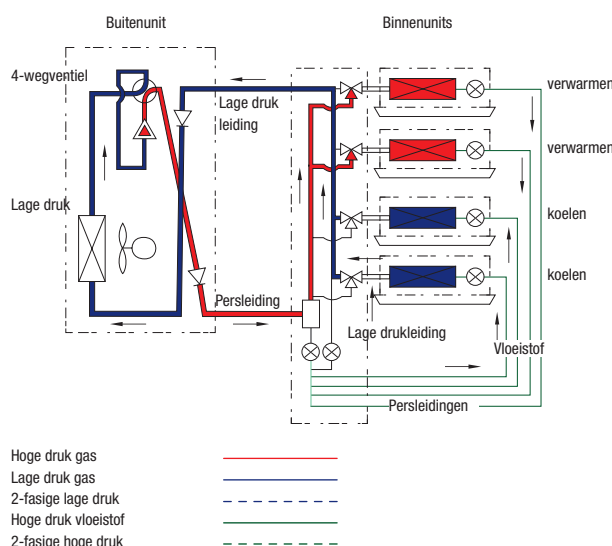 Buitenunit
Binnenunits
4-wegventiel
Lage druk
leiding
verwarmen
verwarmen
Lage druk
koelen
koelen
Persleiding
Lage drukleiding
Vloeistof
Persleidingen
Hoge druk gas
Lage druk gas
2-fasige lage druk
Hoge druk vloeistof
2-fasige hoge druk